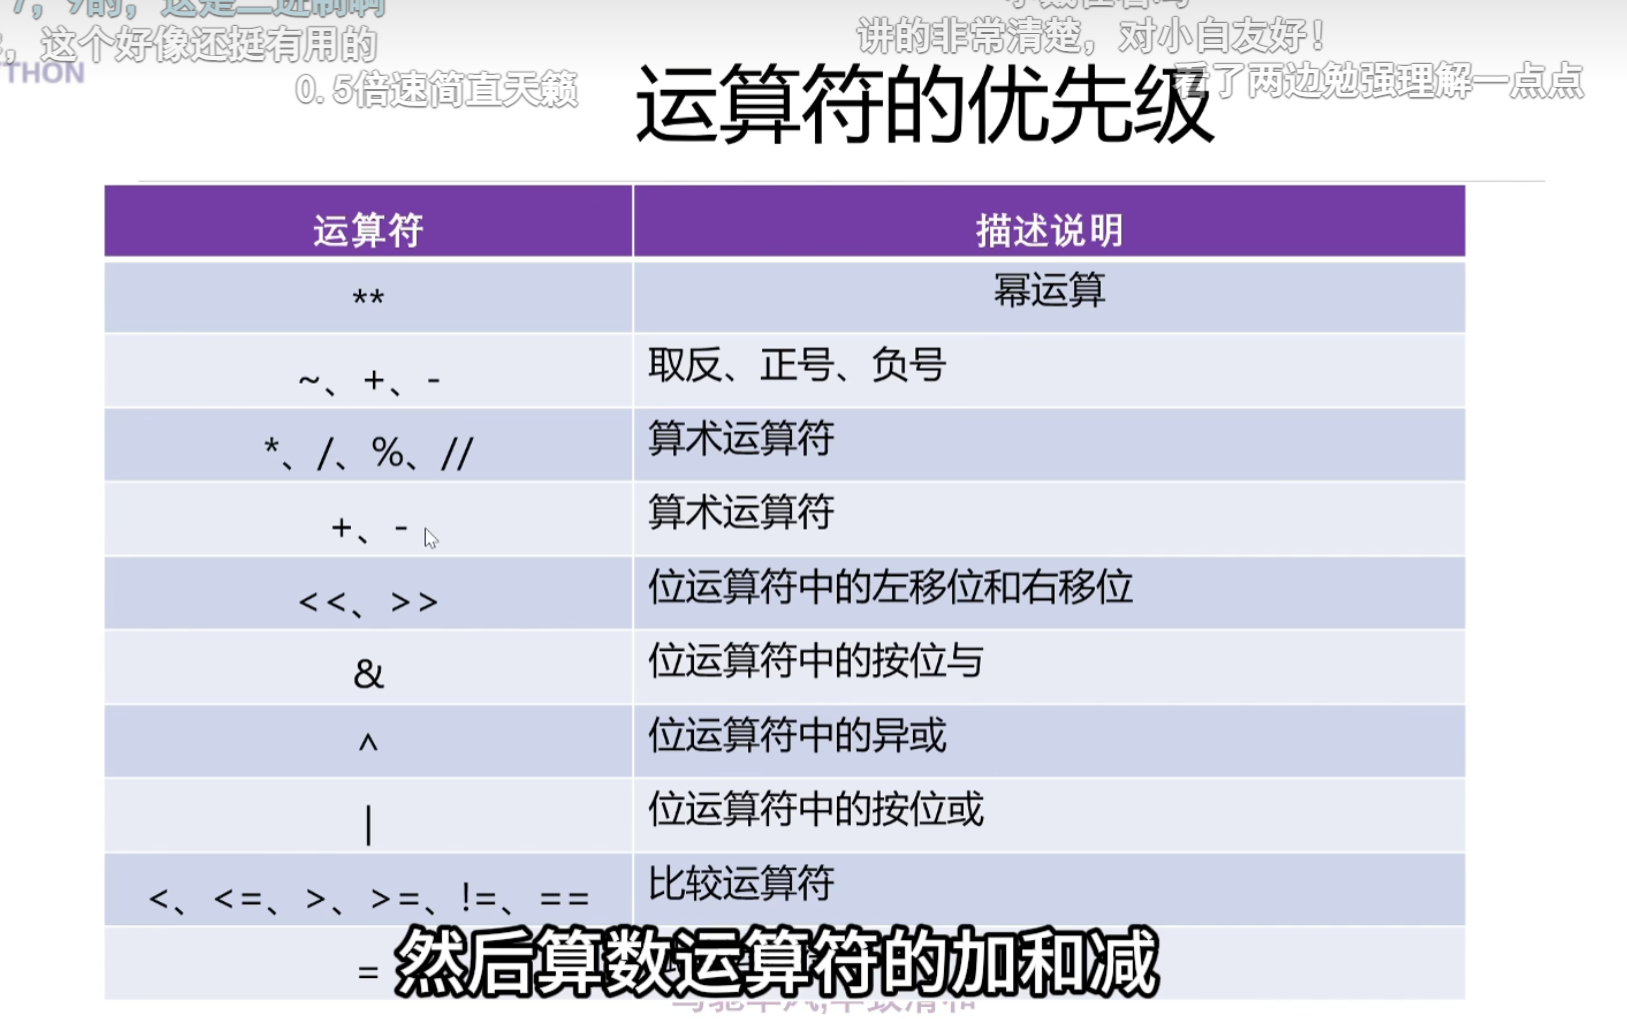 这个好像还挺有用的
讲的非常清楚，对小白友好！
THON
0.5倍速简直天籁
运算符的优先级
看了两边勉强理解一点点
运算符 描述说明
** 幂运算
~、+、- 取反、正号、负号
*、/、%、// 算术运算符
+、- 算术运算符
<<、>> 位运算符中的左移位和右移位
& 位运算符中的按位与
^ 位运算符中的异或
| 位运算符中的按位或
<、<=、>、>=、!=、== 比较运算符
=
然后算数运算符的加和减